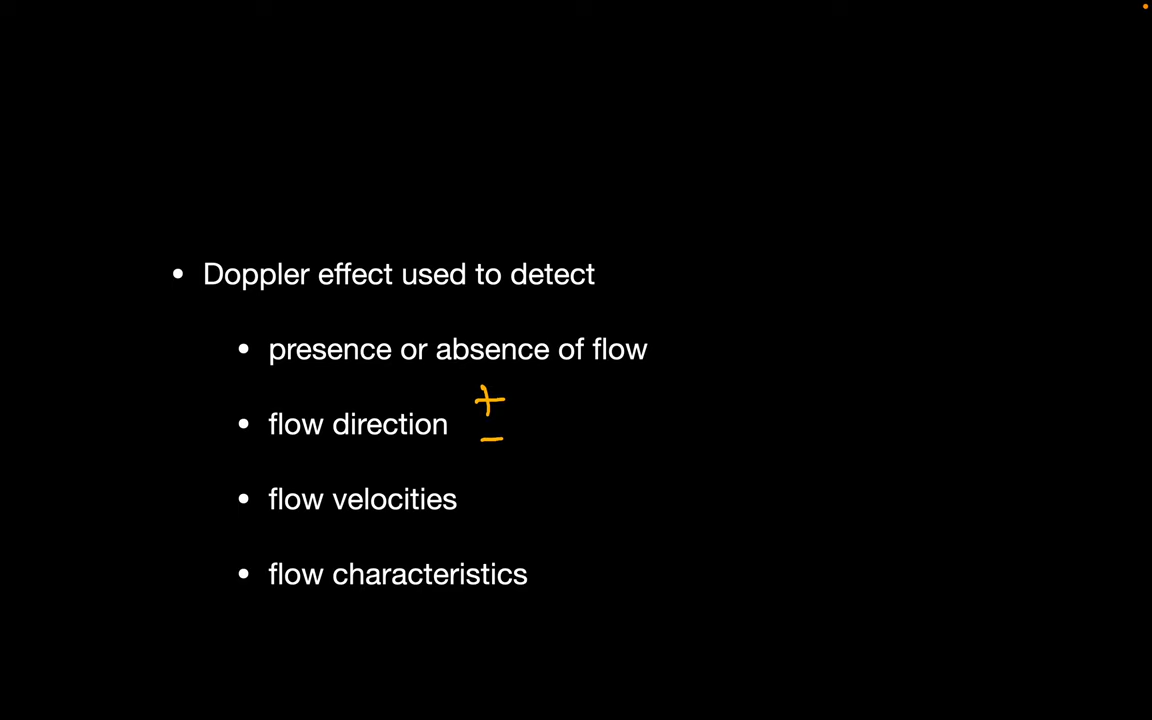 • Doppler effect used to detect
• presence or absence of flow
+
• flow direction
−
• flow velocities
• flow characteristics